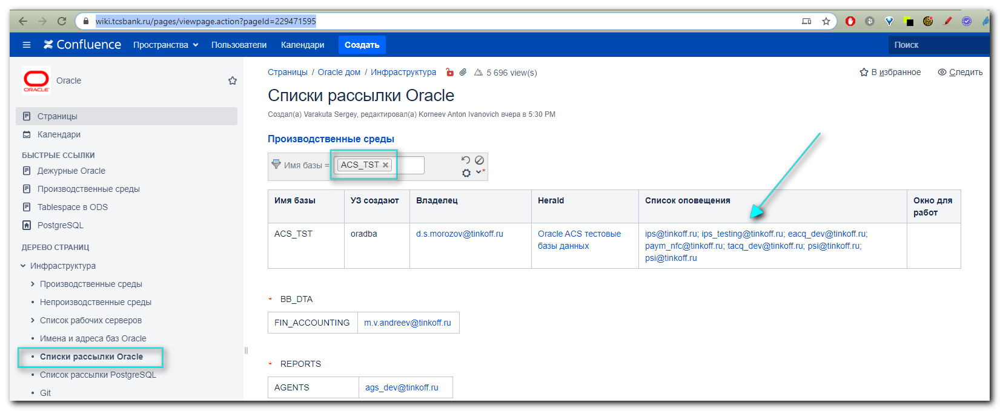 wiki.tcsbank.ru/pages/viewpage.action?pageId=229471595
Confluence Пространства Пользователи Календари Создать Поиск
ORACLE
Oracle
Страницы
Календари
БЫСТРЫЕ ССЫЛКИ
Дежурные Oracle
Производственные среды
Tablespace в ODS
PostgreSQL
ДЕРЕВО СТРАНИЦ
Инфраструктура
Производственные среды
Непроизводственные среды
Список рабочих серверов
Имена и адреса баз Oracle
Списки рассылки Oracle
Список рассылки PostgreSQL
Git
Страницы / Oracle дом / Инфраструктура 5 696 view(s)
В избранное Следить
Списки рассылки Oracle
Создал(а) Varakuta Sergey, редактировал(а) Korneev Anton Ivanovich вчера в 5:30 PM
Производственные среды
Имя базы = ACS_TST ×
Имя базы УЗ создают Владелец Herald Список оповещения Окно для
работ
ACS_TST oradba d.s.morozov@tinkoff.ru Oracle ACS тестовые
базы данных
ips@tinkoff.ru; ips_testing@tinkoff.ru; eacq_dev@tinkoff.ru;
paym_nfc@tinkoff.ru; tacq_dev@tinkoff.ru; psi@tinkoff.ru;
psi@tinkoff.ru
* BB_DTA
FIN_ACCOUNTING m.v.andreev@tinkoff.ru
* REPORTS
AGENTS ags_dev@tinkoff.ru